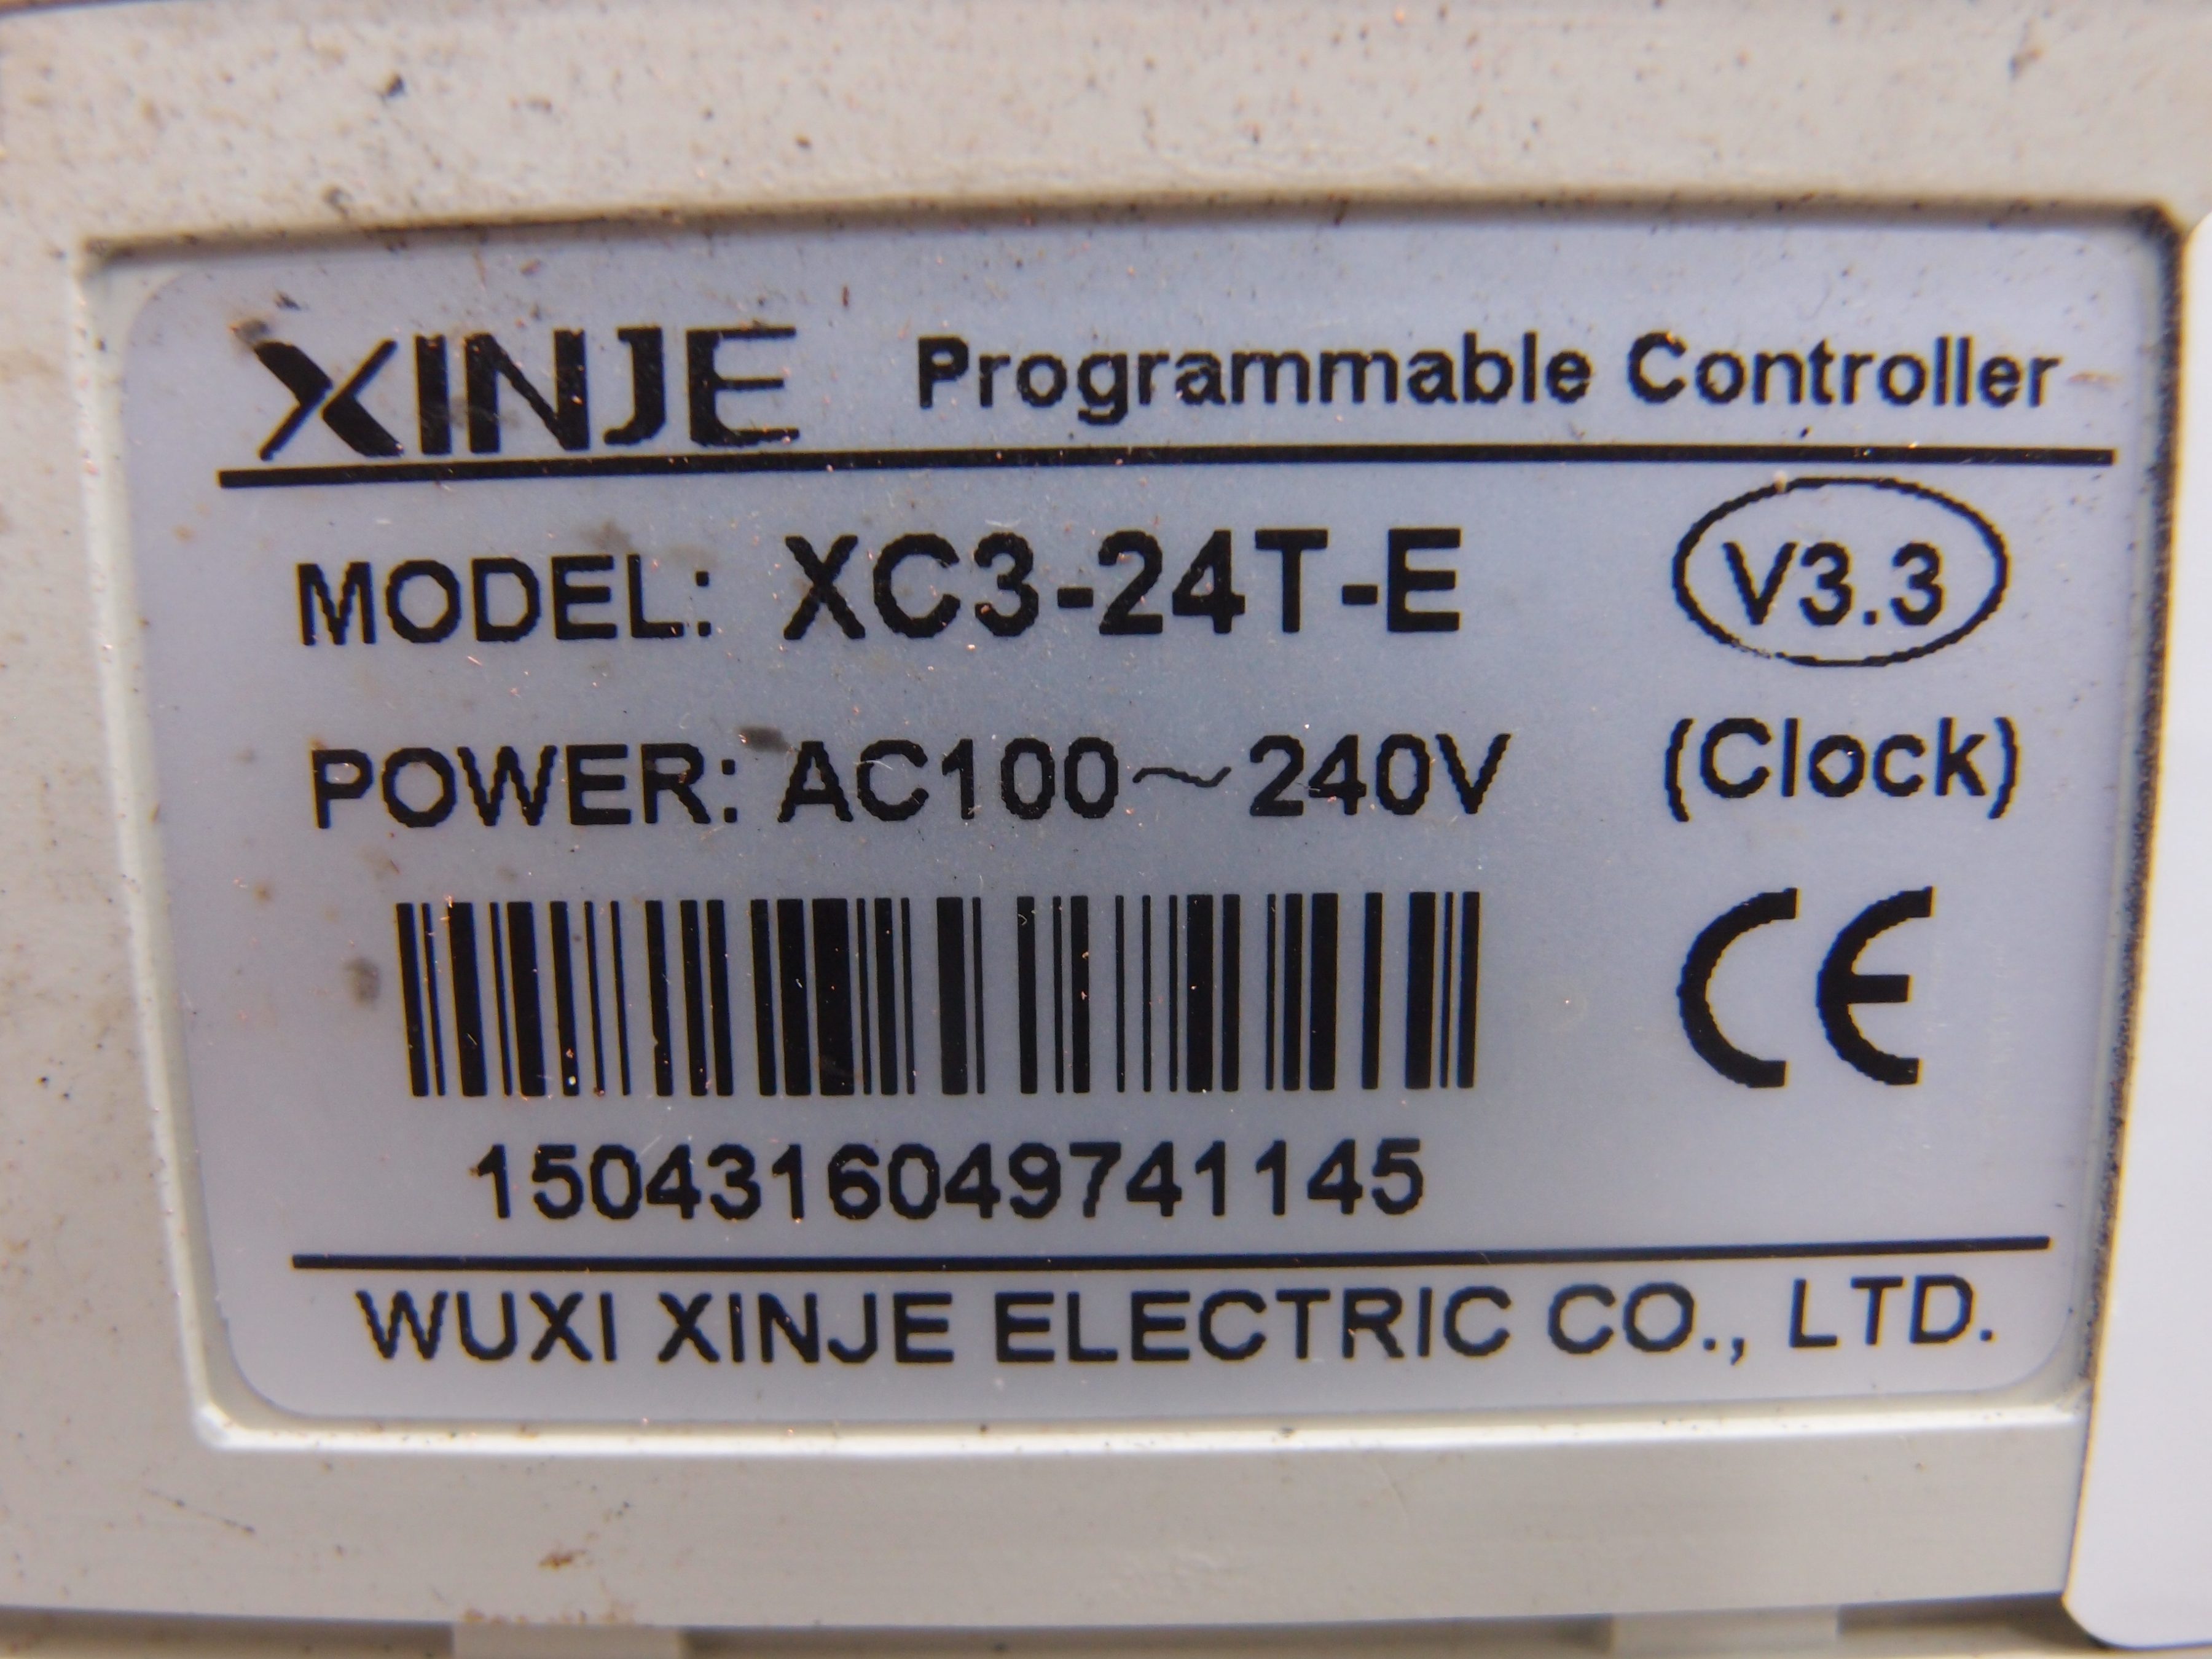 XINJE Programmable Controller
MODEL: XC3-24T-E V3.3
POWER: AC100~240V (Clock)
CE
1504316049741145
WUXI XINJE ELECTRIC CO., LTD.